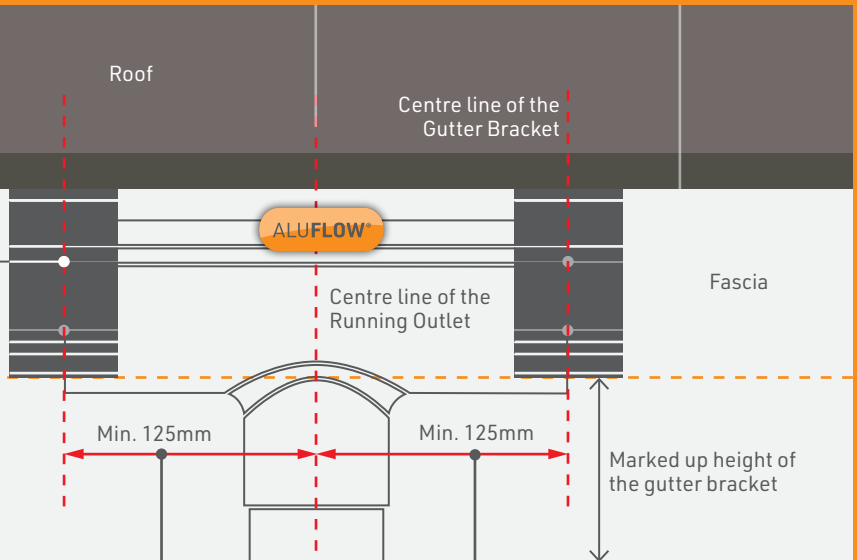 Roof
Centre line of the
Gutter Bracket
ALUFLOW®
Centre line of the
Running Outlet
Fascia
Min. 125mm
Min. 125mm
Marked up height of
the gutter bracket